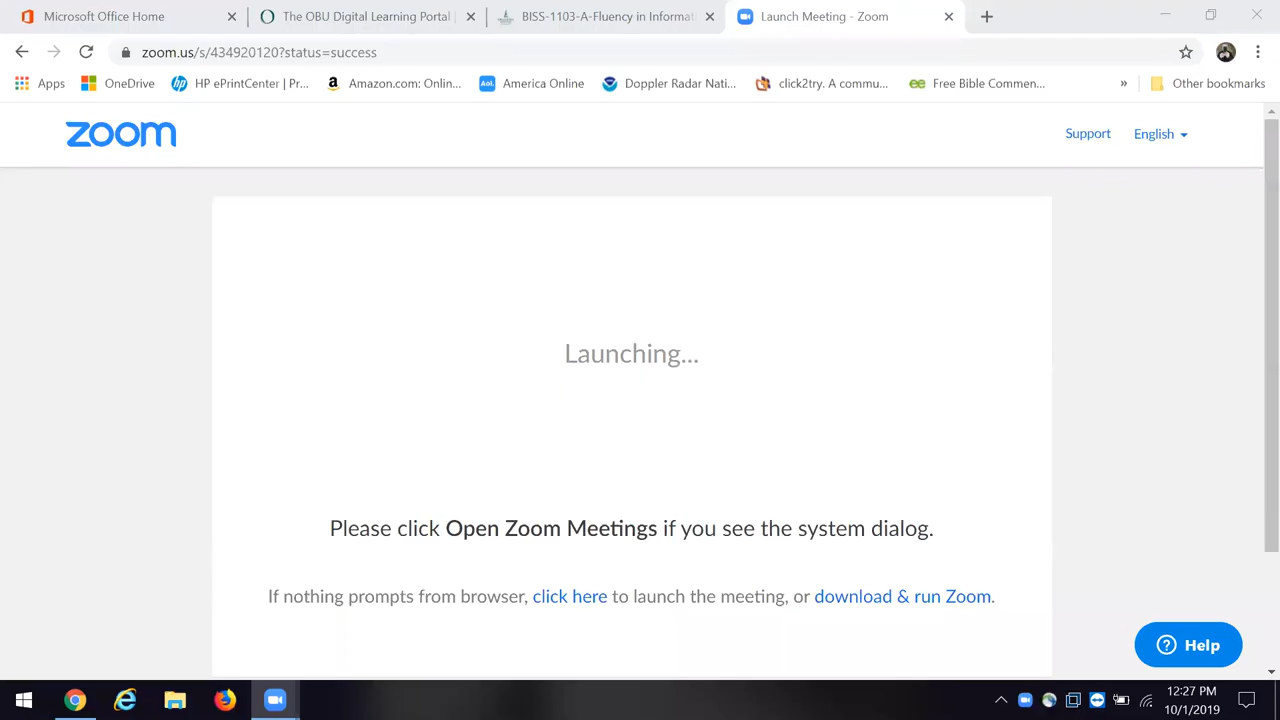 Microsoft Office Home
The OBU Digital Learning Portal |
BISS-1103-A-Fluency in Informat
Launch Meeting - Zoom
zoom.us/s/434920120?status=success
Apps
OneDrive
HP ePrintCenter | Pr...
Amazon.com: Onlin...
America Online
Doppler Radar Nati...
click2try. A commu...
Free Bible Commen...
»
Other bookmarks
zoom
Support
English
Launching...
Please click Open Zoom Meetings if you see the system dialog.
If nothing prompts from browser, click here to launch the meeting, or download & run Zoom.
Help
12:27 PM
10/1/2019